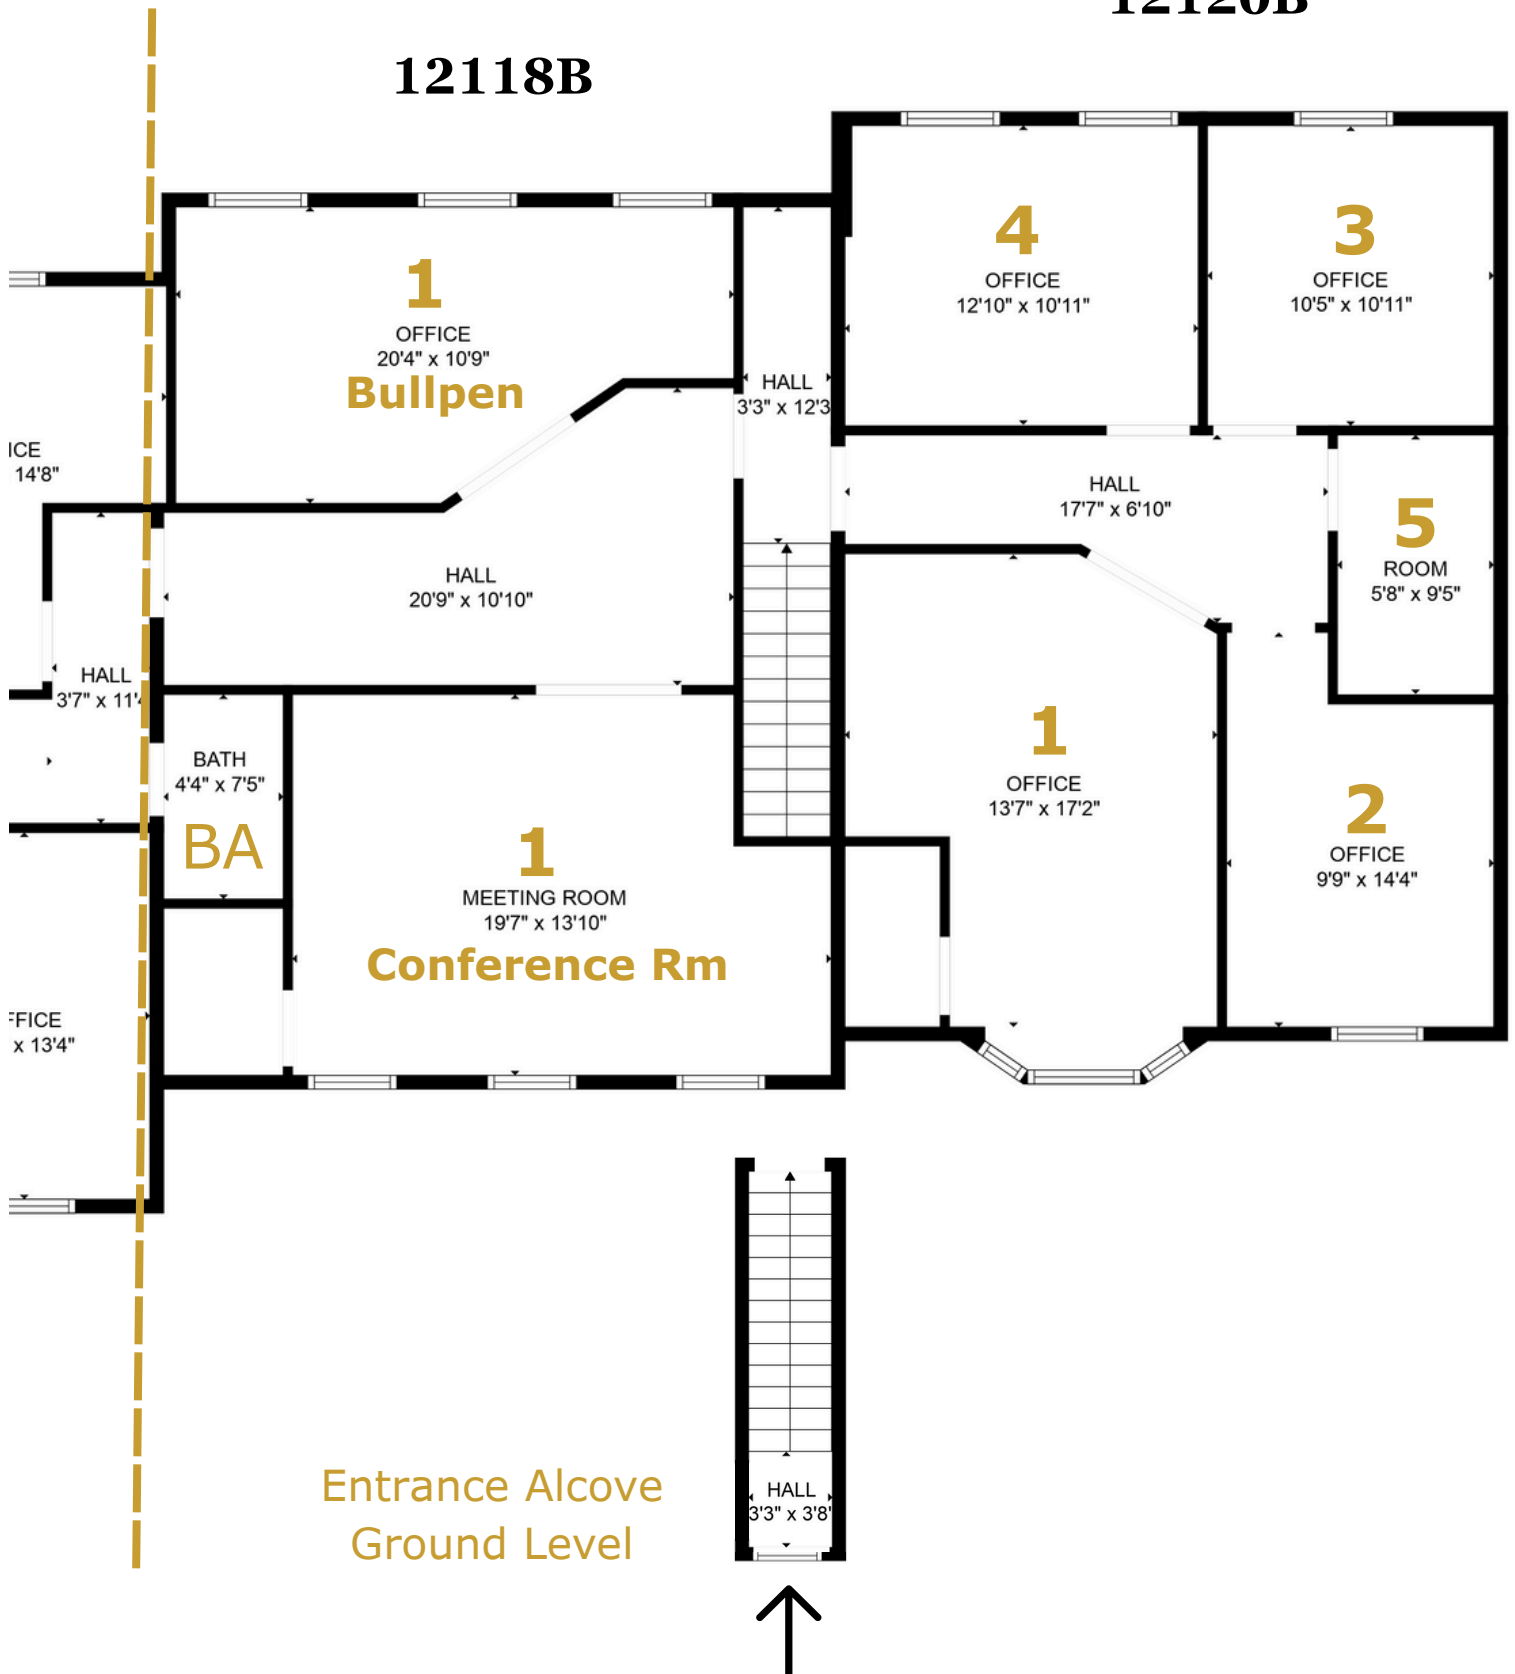 12120B
12118B
4
OFFICE
12'10" x 10'11"
3
OFFICE
10'5" x 10'11"
1
OFFICE
20'4" x 10'9"
Bullpen
HALL
3'3" x 12'3
14'8"
HALL
17'7" x 6'10"
5
ROOM
5'8" x 9'5"
HALL
20'9" x 10'10"
HALL
3'7" x 11'4
BATH
4'4" x 7'5"
BA
1
OFFICE
13'7" x 17'2"
2
OFFICE
9'9" x 14'4"
1
MEETING ROOM
19'7" x 13'10"
Conference Rm
FFICE
x 13'4"
Entrance Alcove
Ground Level
HALL
3'3" x 3'8"